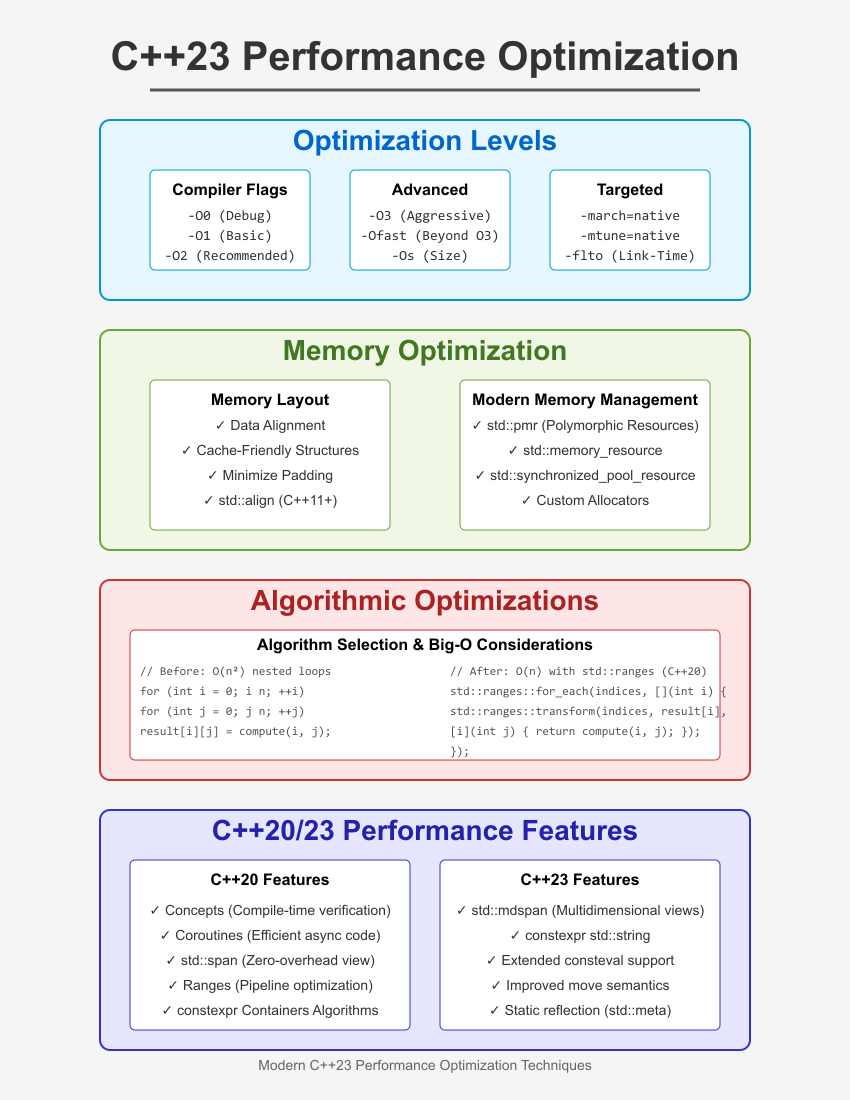 C++23 Performance Optimization
Optimization Levels
Compiler Flags
-O0 (Debug)
-O1 (Basic)
-O2 (Recommended)
Advanced
-O3 (Aggressive)
-Ofast (Beyond O3)
-Os (Size)
Targeted
-march=native
-mtune=native
-flto (Link-Time)
Memory Optimization
Memory Layout
✓ Data Alignment
✓ Cache-Friendly Structures
✓ Minimize Padding
✓ std::align (C++11+)
Modern Memory Management
✓ std::pmr (Polymorphic Resources)
✓ std::memory_resource
✓ std::synchronized_pool_resource
✓ Custom Allocators
Algorithmic Optimizations
Algorithm Selection & Big-O Considerations
// Before: O(n²) nested loops
for (int i = 0; i n; ++i)
for (int j = 0; j n; ++j)
result[i][j] = compute(i, j);
// After: O(n) with std::ranges (C++20)
std::ranges::for_each(indices, [](int i) {
std::ranges::transform(indices, result[i],
[i](int j) { return compute(i, j); });
});
C++20/23 Performance Features
C++20 Features
✓ Concepts (Compile-time verification)
✓ Coroutines (Efficient async code)
✓ std::span (Zero-overhead view)
✓ Ranges (Pipeline optimization)
✓ constexpr Containers Algorithms
C++23 Features
✓ std::mdspan (Multidimensional views)
✓ constexpr std::string
✓ Extended consteval support
✓ Improved move semantics
✓ Static reflection (std::meta)
Modern C++23 Performance Optimization Techniques